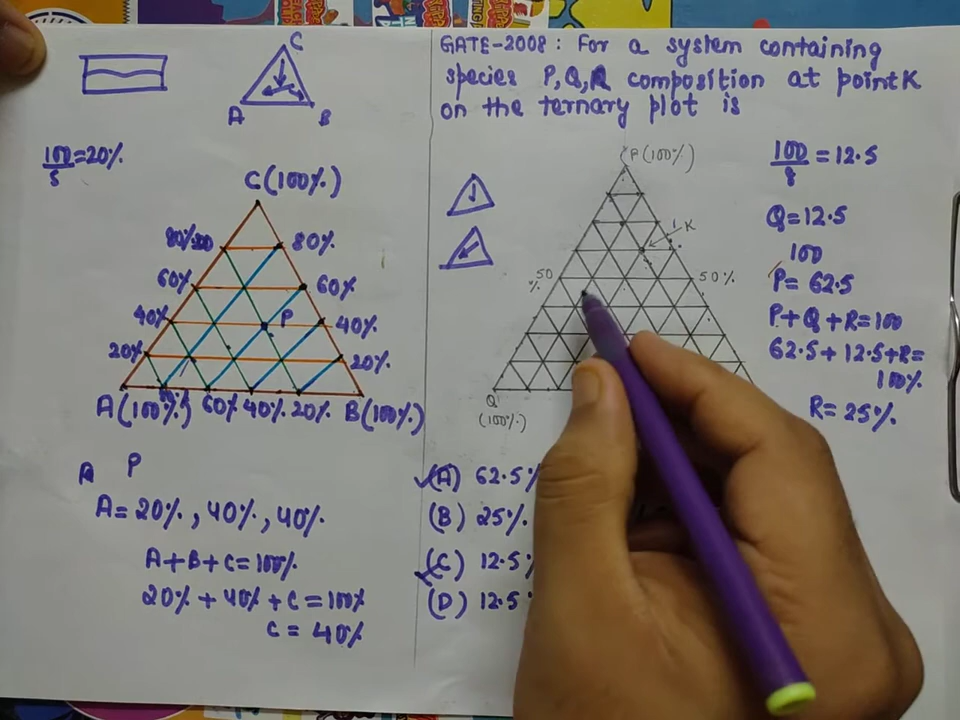 C
A
B
100/5 = 20%
C(100%)
80%
80%
60%
60%
40%
P
40%
20%
20%
A(100%) 60% 40% 20% B(100%)
A P
A = 20%, 40%, 40%
A+B+C=100%
20% + 40% + C = 100%
C = 40%
GATE-2008: For a system containing
species P,Q,R composition at point K
on the ternary plot is
P(100%)
K
50
%
50%
Q
(100%)
100/8 = 12.5
Q = 12.5
100
P = 62.5
P+Q+R=100
62.5+12.5+R=
100%
R = 25%
(A) 62.5%
(B) 25%
(C) 12.5%
(D) 12.5